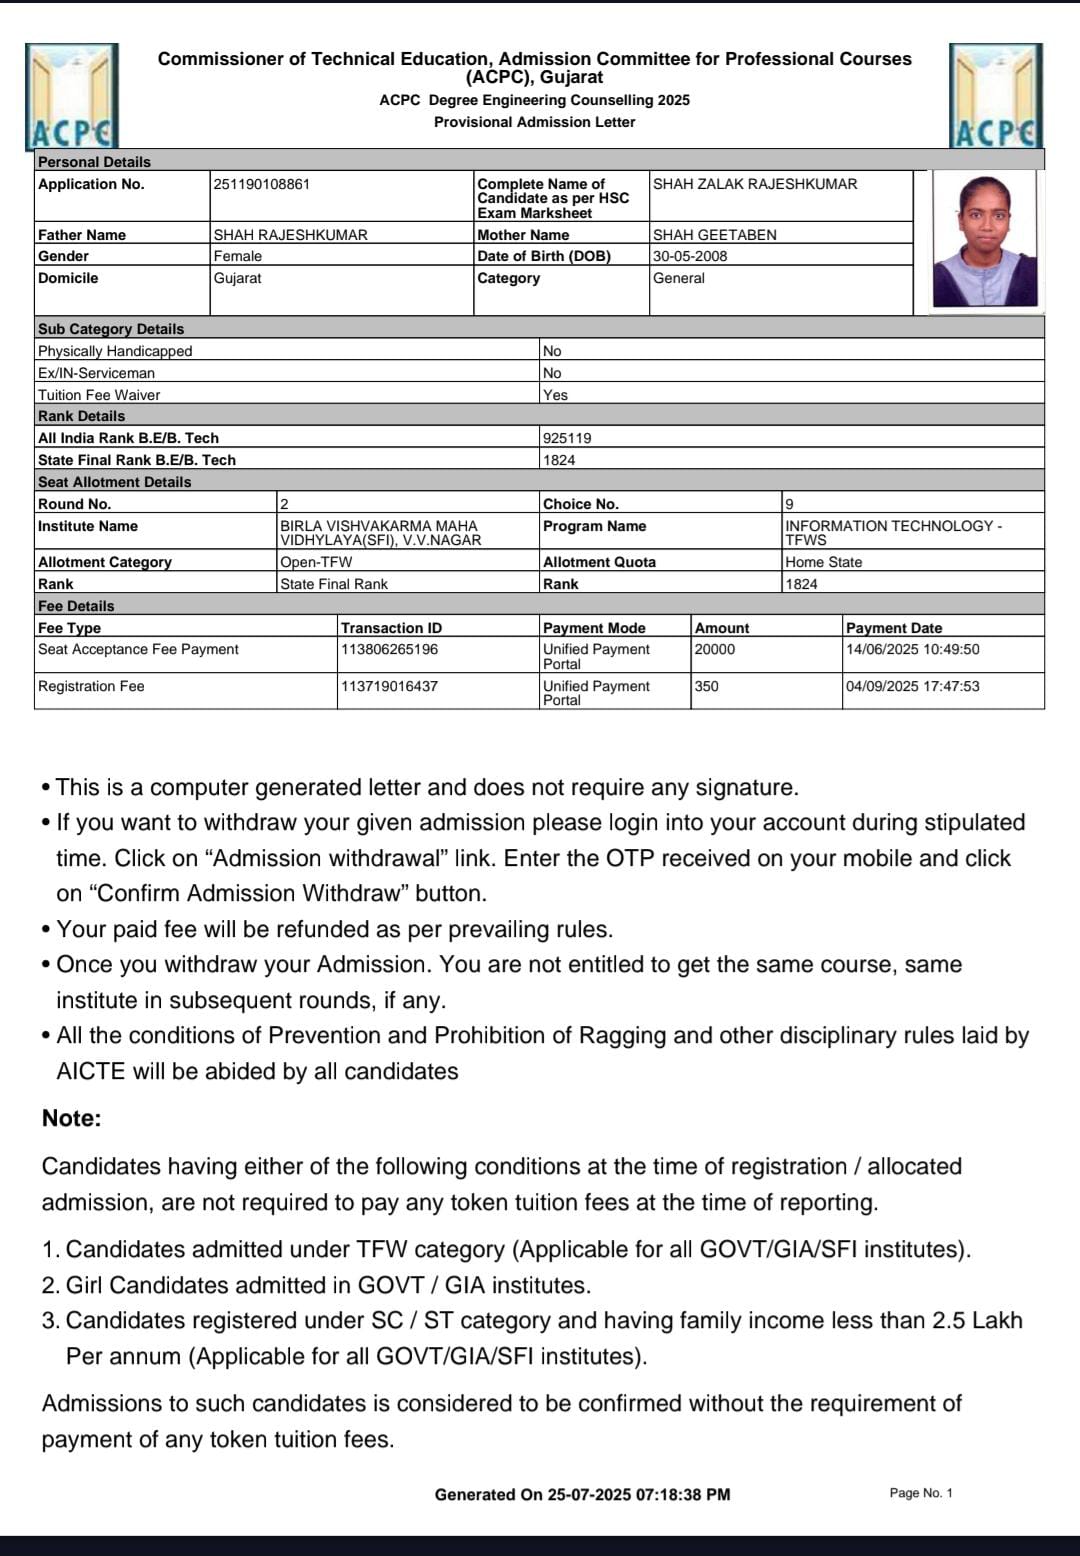 ACPC
ACPC
Commissioner of Technical Education, Admission Committee for Professional Courses
(ACPC), Gujarat
ACPC Degree Engineering Counselling 2025
Provisional Admission Letter
Personal Details
Application No. 251190108861 Complete Name of Candidate as per HSC Exam Marksheet SHAH ZALAK RAJESHKUMAR
Father Name SHAH RAJESHKUMAR Mother Name SHAH GEETABEN
Gender Female Date of Birth (DOB) 30-05-2008
Domicile Gujarat Category General
Sub Category Details
Physically Handicapped No
Ex/IN-Serviceman No
Tuition Fee Waiver Yes
Rank Details
All India Rank B.E/B. Tech 925119
State Final Rank B.E/B. Tech 1824
Seat Allotment Details
Round No. 2 Choice No. 9
Institute Name BIRLA VISHVAKARMA MAHA VIDHYLAYA(SFI), V.V.NAGAR Program Name INFORMATION TECHNOLOGY - TFWS
Allotment Category Open-TFW Allotment Quota Home State
Rank State Final Rank Rank 1824
Fee Details
Fee Type Transaction ID Payment Mode Amount Payment Date
Seat Acceptance Fee Payment 113806265196 Unified Payment Portal 20000 14/06/2025 10:49:50
Registration Fee 113719016437 Unified Payment Portal 350 04/09/2025 17:47:53
• This is a computer generated letter and does not require any signature.
• If you want to withdraw your given admission please login into your account during stipulated
time. Click on “Admission withdrawal” link. Enter the OTP received on your mobile and click
on “Confirm Admission Withdraw” button.
• Your paid fee will be refunded as per prevailing rules.
• Once you withdraw your Admission. You are not entitled to get the same course, same
institute in subsequent rounds, if any.
• All the conditions of Prevention and Prohibition of Ragging and other disciplinary rules laid by
AICTE will be abided by all candidates
Note:
Candidates having either of the following conditions at the time of registration / allocated
admission, are not required to pay any token tuition fees at the time of reporting.
1. Candidates admitted under TFW category (Applicable for all GOVT/GIA/SFI institutes).
2. Girl Candidates admitted in GOVT / GIA institutes.
3. Candidates registered under SC / ST category and having family income less than 2.5 Lakh
Per annum (Applicable for all GOVT/GIA/SFI institutes).
Admissions to such candidates is considered to be confirmed without the requirement of
payment of any token tuition fees.
Generated On 25-07-2025 07:18:38 PM Page No. 1